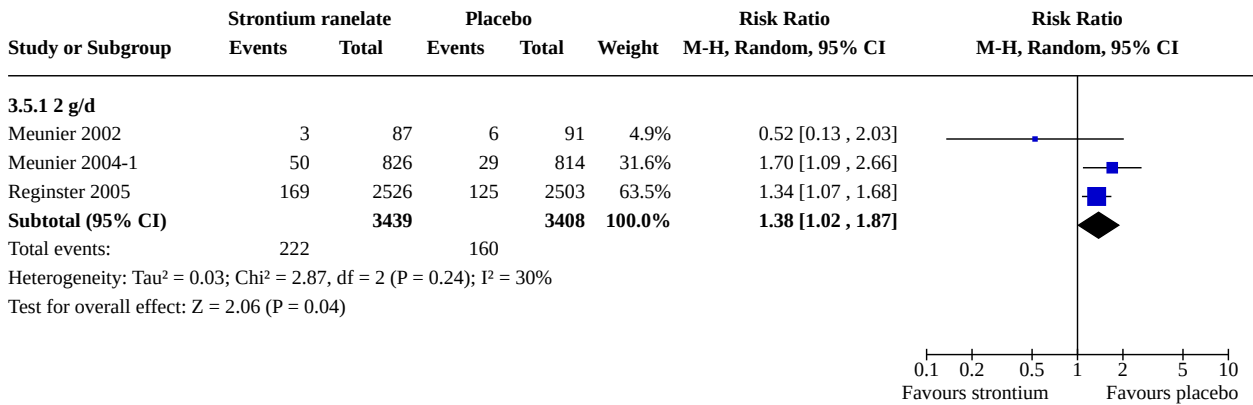 Strontium ranelate Placebo Risk Ratio Risk Ratio
Study or Subgroup Events Total Events Total Weight M-H, Random, 95% CI M-H, Random, 95% CI
3.5.1 2 g/d
Meunier 2002 3 87 6 91 4.9% 0.52 [0.13 , 2.03]
Meunier 2004-1 50 826 29 814 31.6% 1.70 [1.09 , 2.66]
Reginster 2005 169 2526 125 2503 63.5% 1.34 [1.07 , 1.68]
Subtotal (95% CI) 3439 3408 100.0% 1.38 [1.02 , 1.87]
Total events: 222 160
Heterogeneity: Tau² = 0.03; Chi² = 2.87, df = 2 (P = 0.24); I² = 30%
Test for overall effect: Z = 2.06 (P = 0.04)
0.1 0.2 0.5 1 2 5 10
Favours strontium Favours placebo